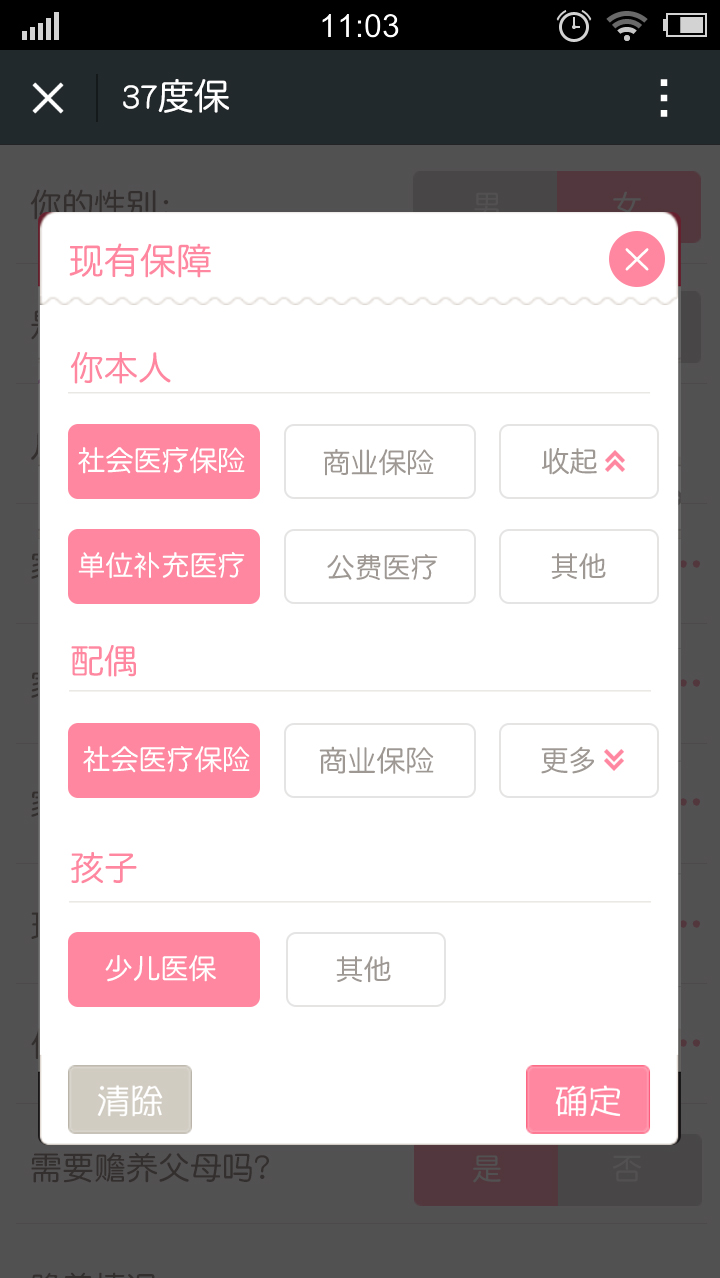 11:03
37度保
你的性别:
男
女
现有保障
你本人
社会医疗保险
商业保险
收起
单位补充医疗
公费医疗
其他
配偶
社会医疗保险
商业保险
更多
孩子
少儿医保
其他
清除
确定
需要赡养父母吗?
是
否